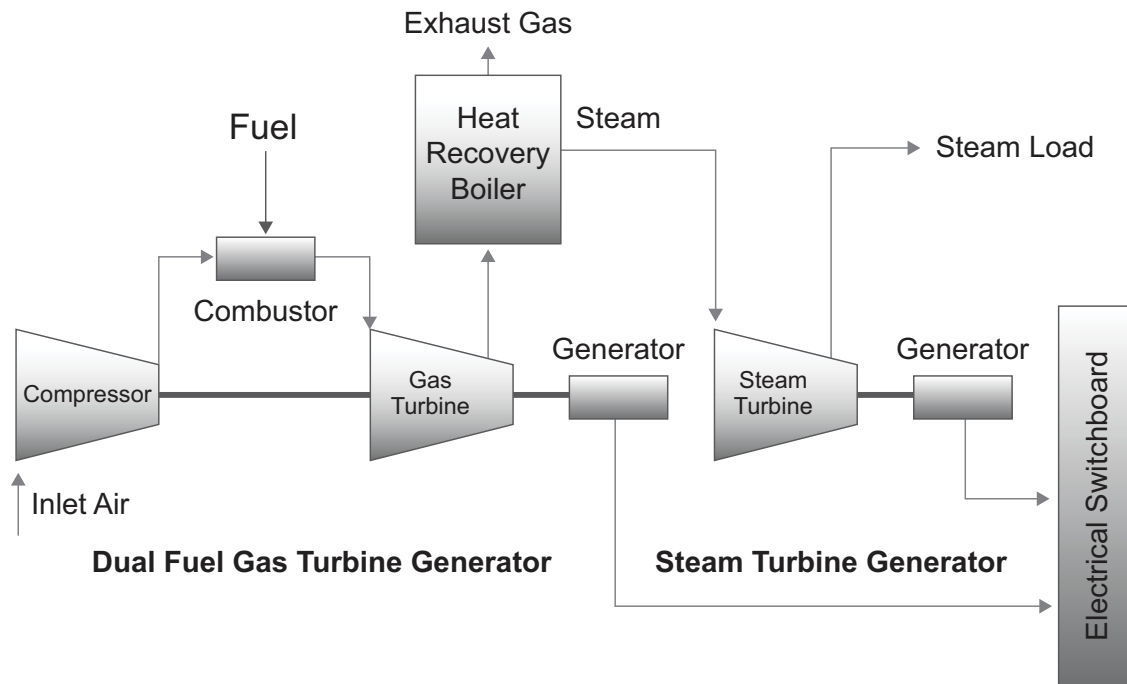 Exhaust Gas
Fuel
Heat
Recovery
Boiler
Steam
Steam Load
Combustor
Compressor
Gas
Turbine
Generator
Steam
Turbine
Generator
Inlet Air
Dual Fuel Gas Turbine Generator
Steam Turbine Generator
Electrical Switchboard